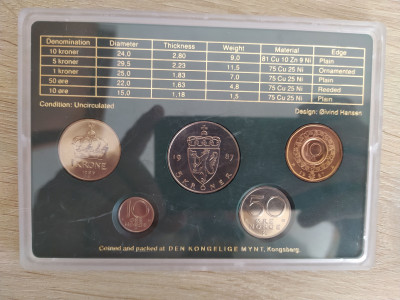 Denomination Diameter Thickness Weight Material Edge
10 kroner 24,0 2,60 9,0 81 Cu 10 Zn 9 Ni Plain
5 kroner 29,5 2,23 11,5 75 Cu 25 Ni Ornamented
1 krone 25,0 1,83 7,0 75 Cu 25 Ni Plain
50 øre 22,0 1,63 4,8 75 Cu 25 Ni Reeded
10 øre 15,0 1,18 1,5 75 Cu 25 Ni Plain
Condition: Uncirculated Design: Øivind Hansen
KRONE
19 87
5 KRONER
10
50
Coined and packed at DEN KONGELIGE MYNT, Kongsberg.